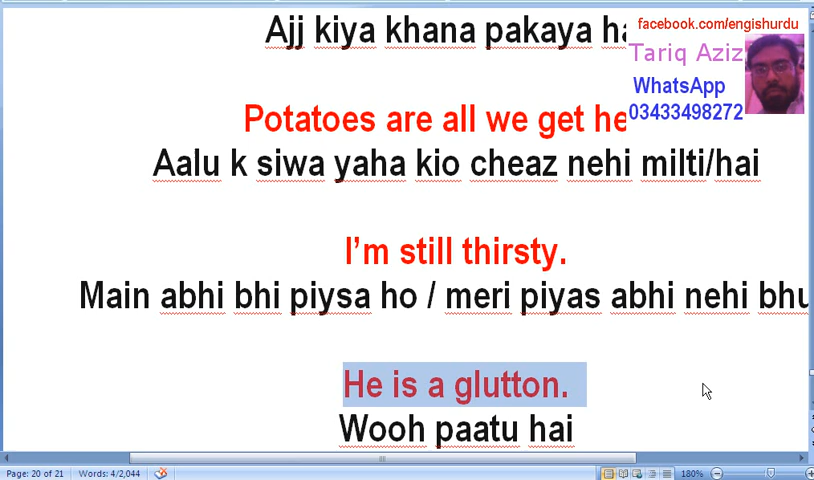 Ajj kiya khana pakaya ha
facebook.com/engishurdu
Tariq Aziz
WhatsApp
03433498272
Potatoes are all we get he
Aalu k siwa yaha kio cheaz nehi milti/hai
I'm still thirsty.
Main abhi bhi piysa ho / meri piyas abhi nehi bhu
He is a glutton.
Wooh paatu hai
Page: 20 of 21 Words: 4/2,044 180%